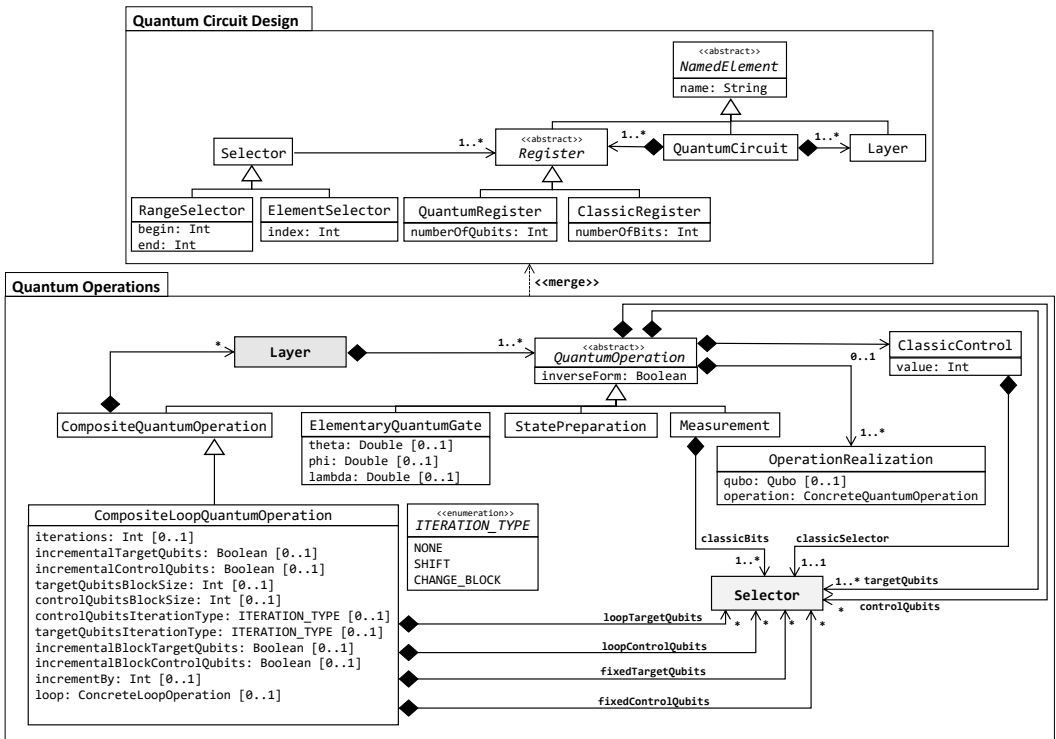 Quantum Circuit Design
<<abstract>>
NamedElement
name: String
Selector
1..*
<<abstract>>
Register
1..*
QuantumCircuit
1..*
Layer
RangeSelector
begin: Int
end: Int
ElementSelector
index: Int
QuantumRegister
numberOfQubits: Int
ClassicRegister
numberOfBits: Int
<<merge>>
Quantum Operations
*
Layer
1..*
<<abstract>>
QuantumOperation
inverseForm: Boolean
0..1
ClassicControl
value: Int
CompositeQuantumOperation
ElementaryQuantumGate
theta: Double [0..1]
phi: Double [0..1]
lambda: Double [0..1]
StatePreparation
Measurement
1..*
OperationRealization
qubo: Qubo [0..1]
operation: ConcreteQuantumOperation
CompositeLoopQuantumOperation
iterations: Int [0..1]
incrementalTargetQubits: Boolean [0..1]
incrementalControlQubits: Boolean [0..1]
targetQubitsBlockSize: Int [0..1]
controlQubitsBlockSize: Int [0..1]
controlQubitsIterationType: ITERATION_TYPE [0..1]
targetQubitsIterationType: ITERATION_TYPE [0..1]
incrementalBlockTargetQubits: Boolean [0..1]
incrementalBlockControlQubits: Boolean [0..1]
incrementBy: Int [0..1]
loop: ConcreteLoopOperation [0..1]
<<enumeration>>
ITERATION_TYPE
NONE
SHIFT
CHANGE_BLOCK
classicBits
1..*
classicSelector
1..1
1..* targetQubits
* controlQubits
Selector
loopTargetQubits
* * * *
loopControlQubits
fixedTargetQubits
fixedControlQubits